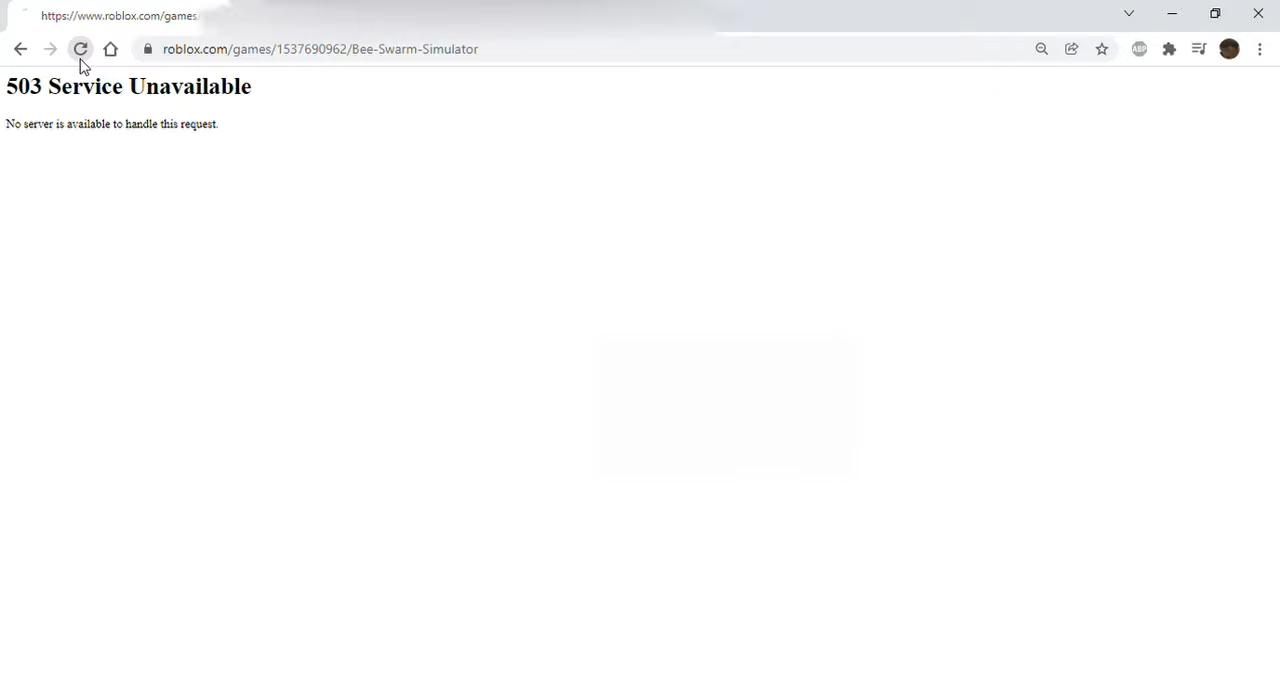 https://www.roblox.com/games
roblox.com/games/1537690962/Bee-Swarm-Simulator
ABP
503 Service Unavailable
No server is available to handle this request.